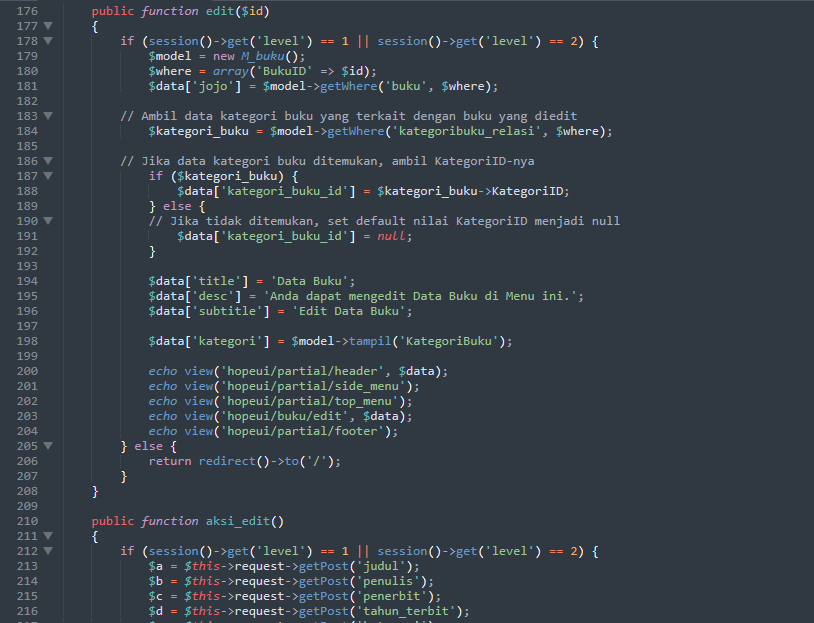 176 public function edit($id)
177 {
178 if (session()->get('level') == 1 || session()->get('level') == 2) {
179 $model = new M_buku();
180 $where = array('BukuID' => $id);
181 $data['jojo'] = $model->getWhere('buku', $where);
182
183 // Ambil data kategori buku yang terkait dengan buku yang diedit
184 $kategori_buku = $model->getWhere('kategoribuku_relasi', $where);
185
186 // Jika data kategori buku ditemukan, ambil KategoriID-nya
187 if ($kategori_buku) {
188 $data['kategori_buku_id'] = $kategori_buku->KategoriID;
189 } else {
190 // Jika tidak ditemukan, set default nilai KategoriID menjadi null
191 $data['kategori_buku_id'] = null;
192 }
193
194 $data['title'] = 'Data Buku';
195 $data['desc'] = 'Anda dapat mengedit Data Buku di Menu ini.';
196 $data['subtitle'] = 'Edit Data Buku';
197
198 $data['kategori'] = $model->tampil('KategoriBuku');
199
200 echo view('hopeui/partial/header', $data);
201 echo view('hopeui/partial/side_menu');
202 echo view('hopeui/partial/top_menu');
203 echo view('hopeui/buku/edit', $data);
204 echo view('hopeui/partial/footer');
205 } else {
206 return redirect()->to('/');
207 }
208 }
209
210 public function aksi_edit()
211 {
212 if (session()->get('level') == 1 || session()->get('level') == 2) {
213 $a = $this->request->getPost('judul');
214 $b = $this->request->getPost('penulis');
215 $c = $this->request->getPost('penerbit');
216 $d = $this->request->getPost('tahun_terbit');